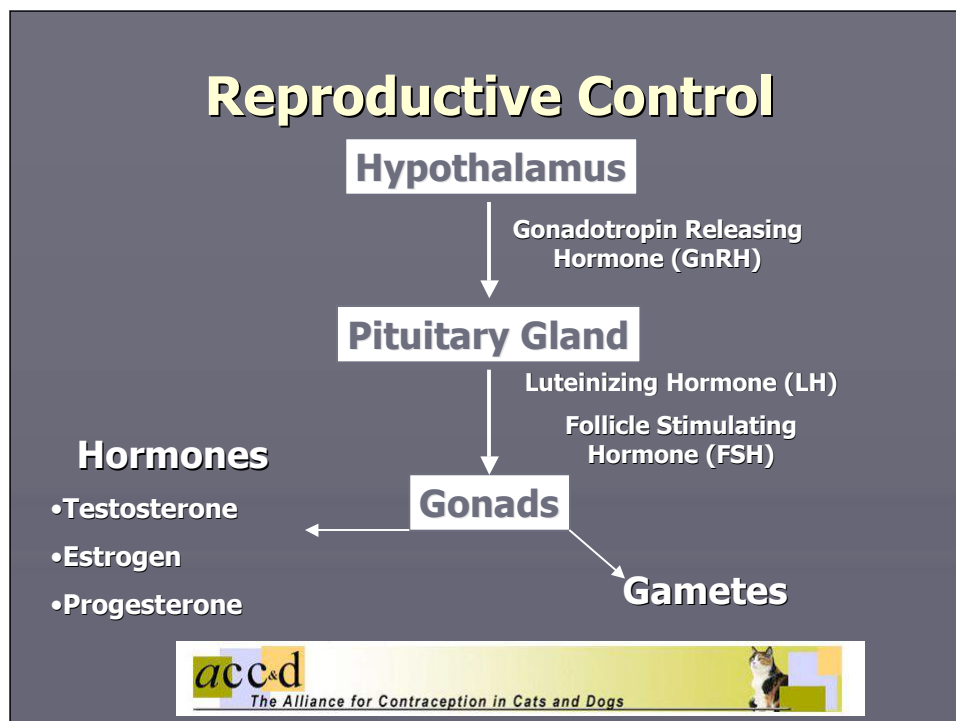 Reproductive Control
Hypothalamus
Gonadotropin Releasing
Hormone (GnRH)
Pituitary Gland
Luteinizing Hormone (LH)
Follicle Stimulating
Hormone (FSH)
Hormones
•Testosterone
•Estrogen
•Progesterone
Gonads
Gametes
acc&d
The Alliance for Contraception in Cats and Dogs